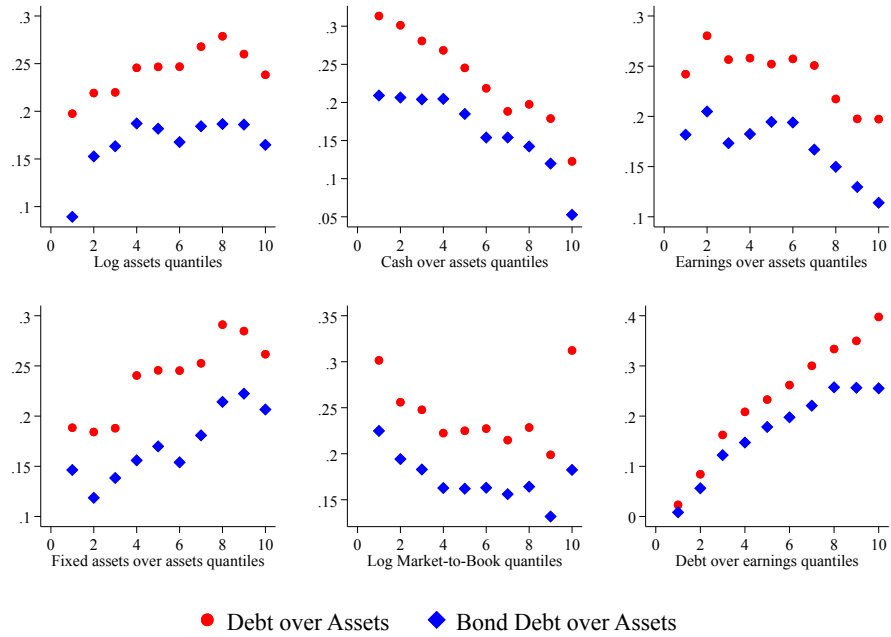 .3
.25
.2
.15
.1
0 2 4 6 8 10
Log assets quantiles
.3
.25
.2
.15
.1
.05
0 2 4 6 8 10
Cash over assets quantiles
.3
.25
.2
.15
.1
0 2 4 6 8 10
Earnings over assets quantiles
.3
.25
.2
.15
.1
0 2 4 6 8 10
Fixed assets over assets quantiles
.35
.3
.25
.2
.15
0 2 4 6 8 10
Log Market-to-Book quantiles
.4
.3
.2
.1
0
0 2 4 6 8 10
Debt over earnings quantiles
Debt over Assets
Bond Debt over Assets